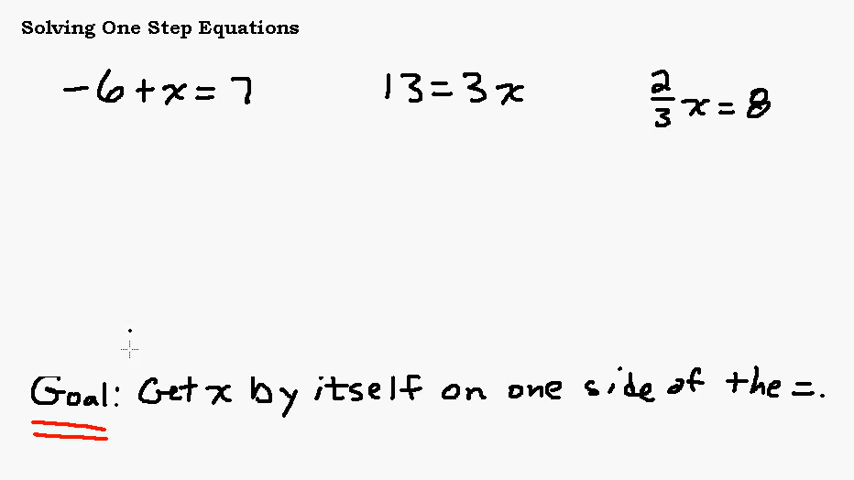 Solving One Step Equations
-6+x=7 13=3x 2/3 x=8
Goal: Get x by itself on one side of the =.